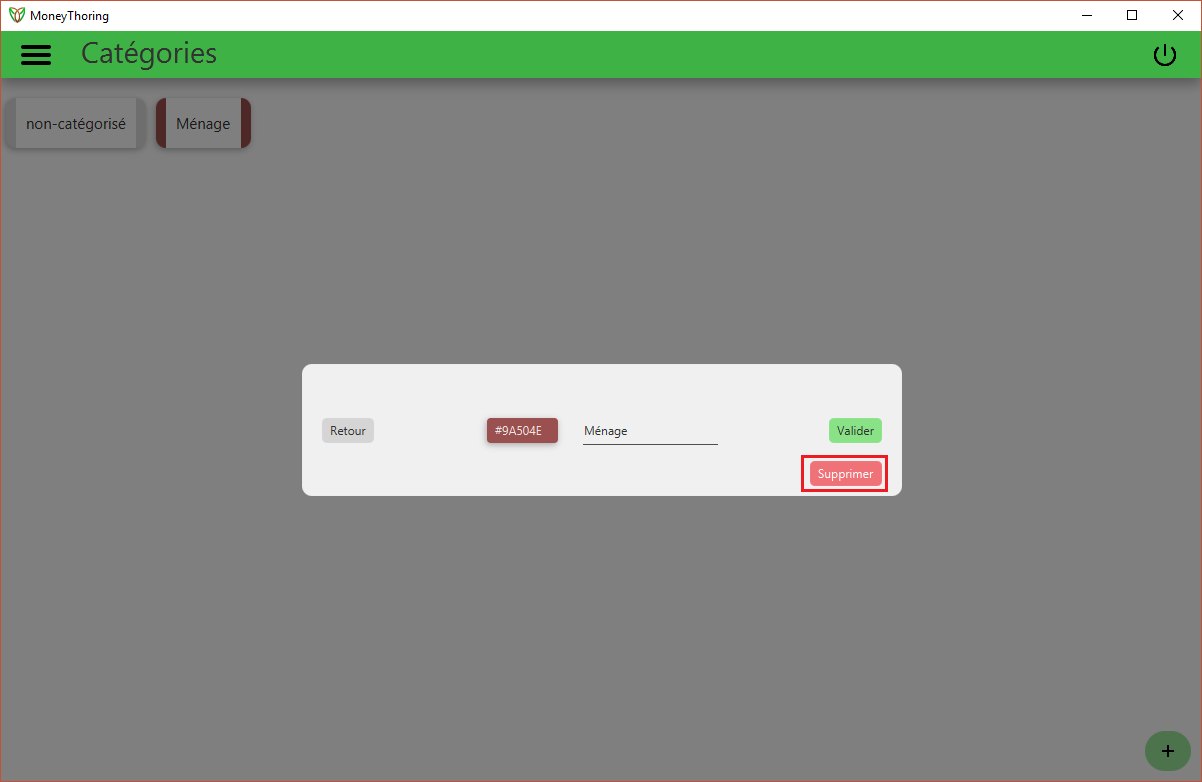 MoneyThoring
Catégories
non-catégorisé
Ménage
Retour
#9A504E
Ménage
Valider
Supprimer
+